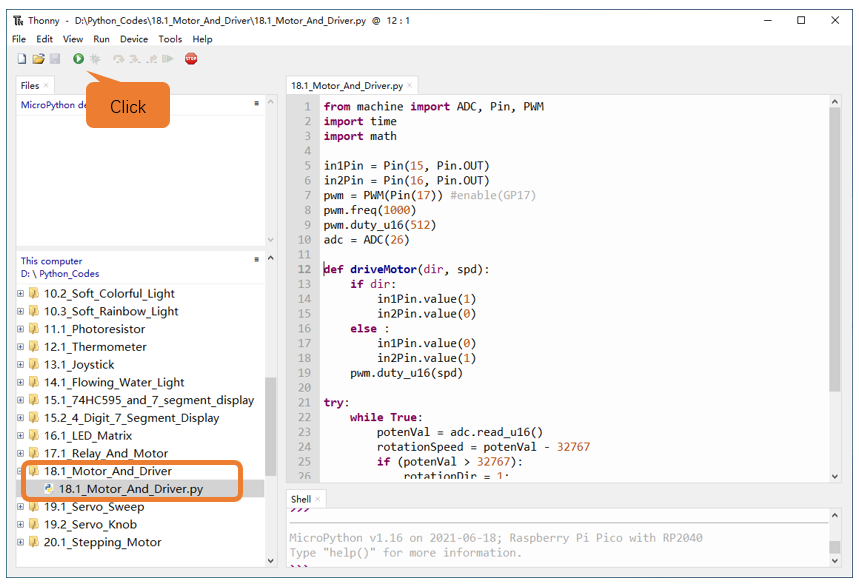 Thonny - D:\Python_Codes\18.1_Motor_And_Driver\18.1_Motor_And_Driver.py @ 12 : 1
File Edit View Run Device Tools Help
STOP
Files
MicroPython de
Click
This computer
D: \ Python_Codes
10.2_Soft_Colorful_Light
10.3_Soft_Rainbow_Light
11.1_Photoresistor
12.1_Thermometer
13.1_Joystick
14.1_Flowing_Water_Light
15.1_74HC595_and_7_segment_display
15.2_4_Digit_7_Segment_Display
16.1_LED_Matrix
17.1_Relay_And_Motor
18.1_Motor_And_Driver
18.1_Motor_And_Driver.py
19.1_Servo_Sweep
19.2_Servo_Knob
20.1_Stepping_Motor
18.1_Motor_And_Driver.py
1 from machine import ADC, Pin, PWM
2 import time
3 import math
4
5 in1Pin = Pin(15, Pin.OUT)
6 in2Pin = Pin(16, Pin.OUT)
7 pwm = PWM(Pin(17)) #enable(GP17)
8 pwm.freq(1000)
9 pwm.duty_u16(512)
10 adc = ADC(26)
11
12 def driveMotor(dir, spd):
13     if dir:
14         in1Pin.value(1)
15         in2Pin.value(0)
16     else :
17         in1Pin.value(0)
18         in2Pin.value(1)
19     pwm.duty_u16(spd)
20
21 try:
22     while True:
23         potenVal = adc.read_u16()
24         rotationSpeed = potenVal - 32767
25         if (potenVal > 32767):
26             rotationDir = 1;
Shell
>>>
MicroPython v1.16 on 2021-06-18; Raspberry Pi Pico with RP2040
Type "help()" for more information.
>>>